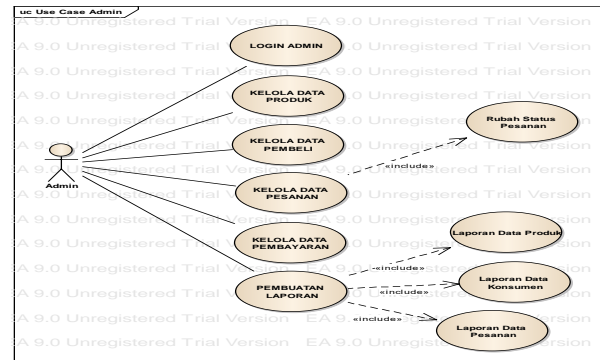 uc Use Case Admin
EA 9.0 Unregistered Trial Version
LOGIN ADMIN
KELOLA DATA
PRODUK
Rubah Status
Pesanan
KELOLA DATA
PEMBELI
«include»
Admin
KELOLA DATA
PESANAN
KELOLA DATA
PEMBAYARAN
Laporan Data Produk
«include»
PEMBUATAN
LAPORAN
«include»
Laporan Data
Konsumen
«include»
Laporan Data
Pesanan